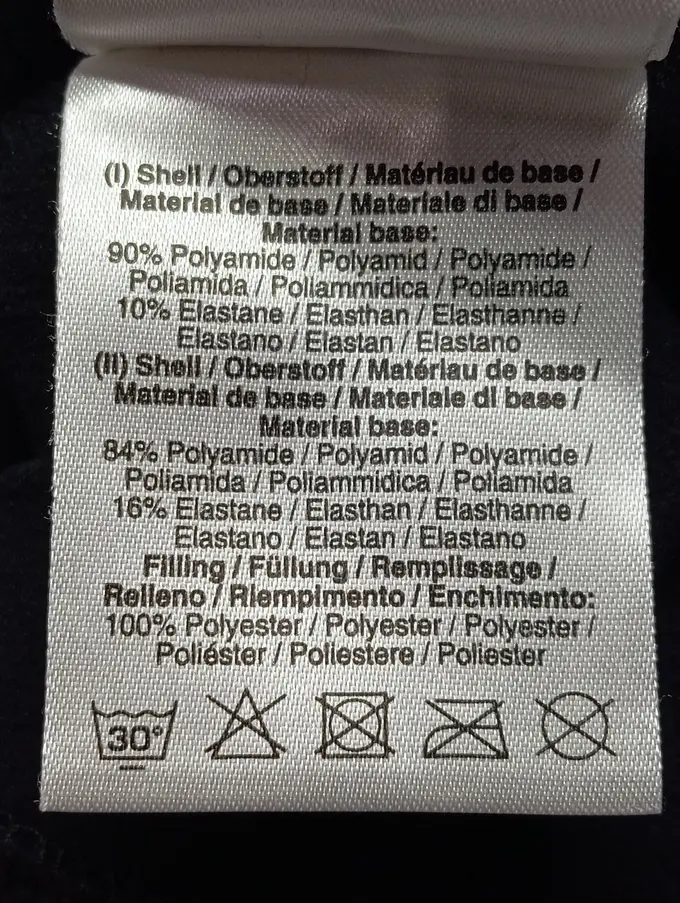 (I) Shell / Oberstoff / Matériau de base /
Material de base / Materiale di base /
Material base:
90% Polyamide / Polyamid / Polyamide /
Poliamida / Poliammidica / Poliamida
10% Elastane / Elasthan / Elasthanne /
Elastano / Elastan / Elastano
(II) Shell / Oberstoff / Matériau de base /
Material de base / Materiale di base /
Material base:
84% Polyamide / Polyamid / Polyamide /
Poliamida / Poliammidica / Poliamida
16% Elastane / Elasthan / Elasthanne /
Elastano / Elastan / Elastano
Filling / Füllung / Remplissage /
Relleno / Riempimento / Enchimento:
100% Polyester / Polyester / Polyester /
Poliéster / Poliestere / Poliester
30°